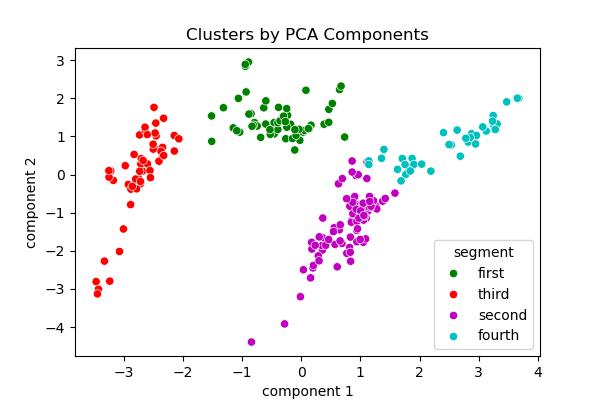 Clusters by PCA Components
component 2
3
2
1
0
−1
−2
−3
−4
−3
−2
−1
0
1
2
3
4
component 1
segment
first
third
second
fourth